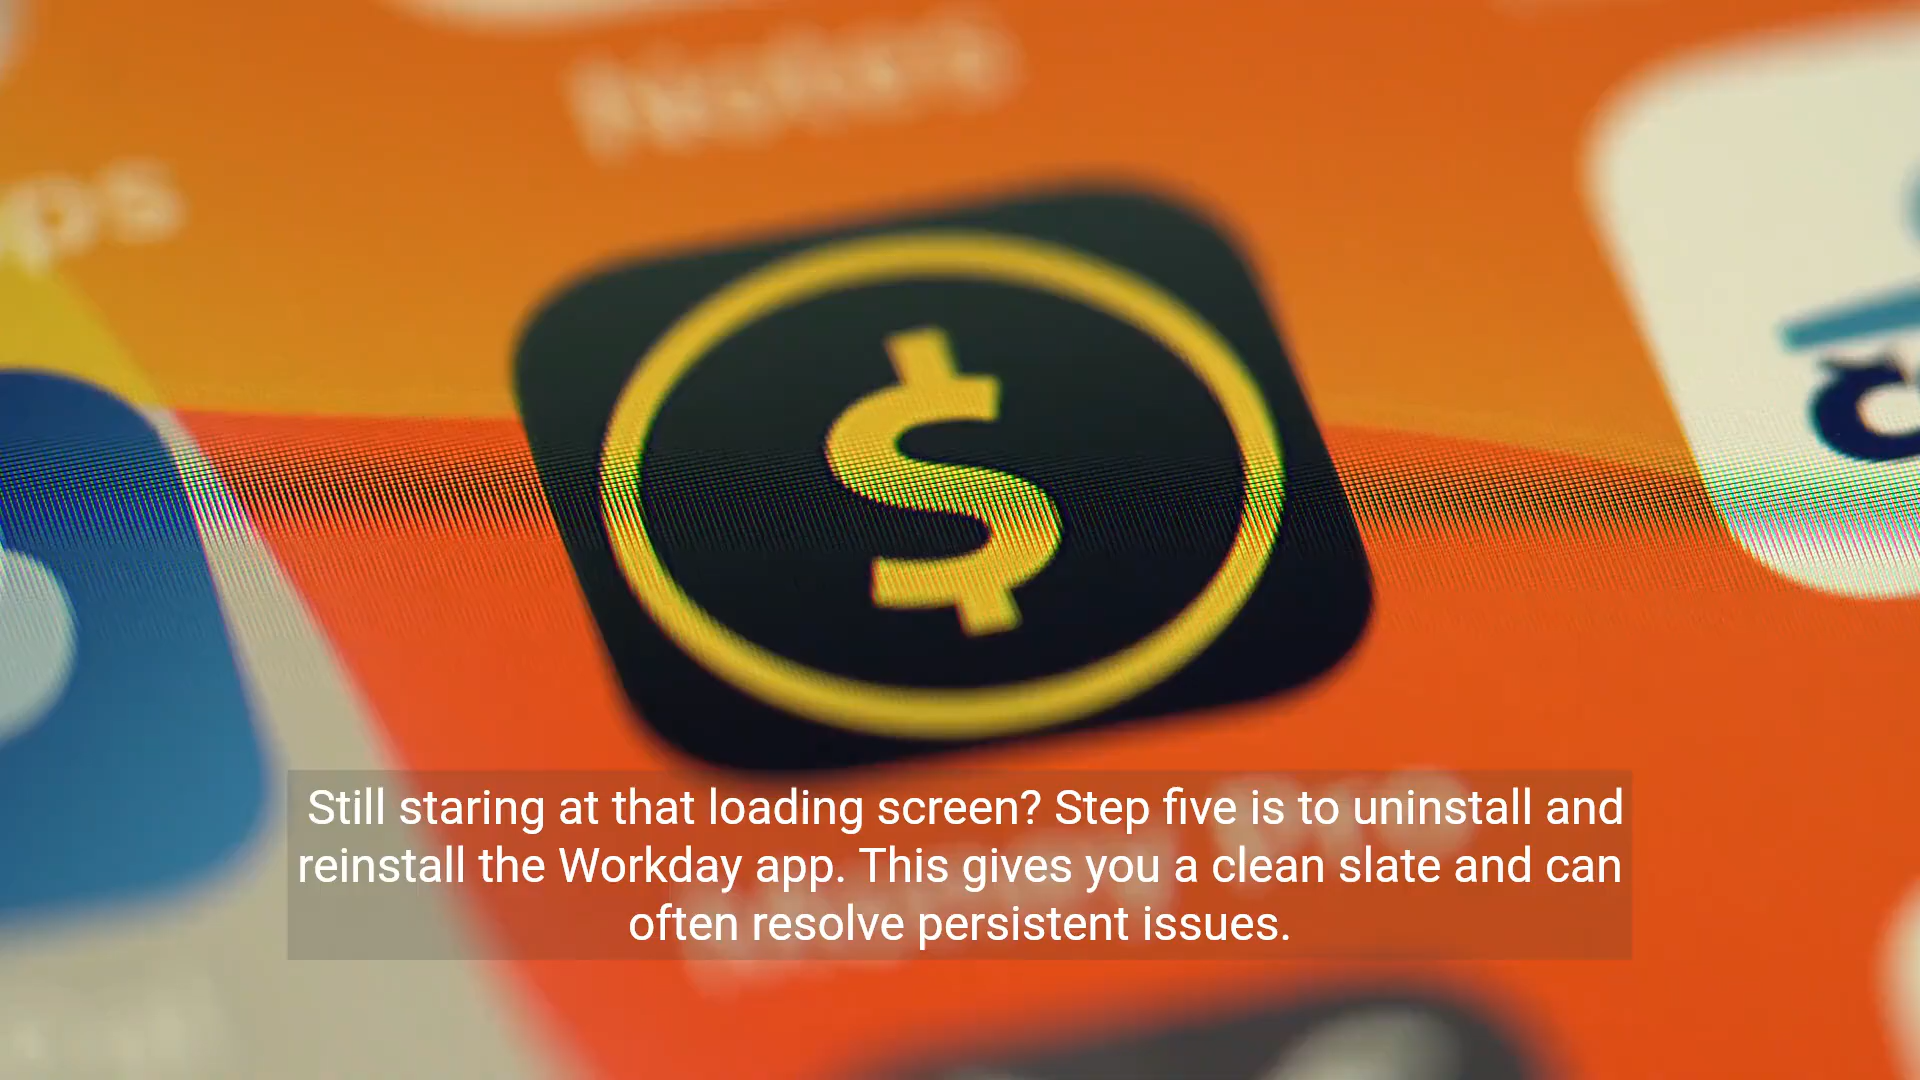 ps
$
Still staring at that loading screen? Step five is to uninstall and
reinstall the Workday app. This gives you a clean slate and can
often resolve persistent issues.